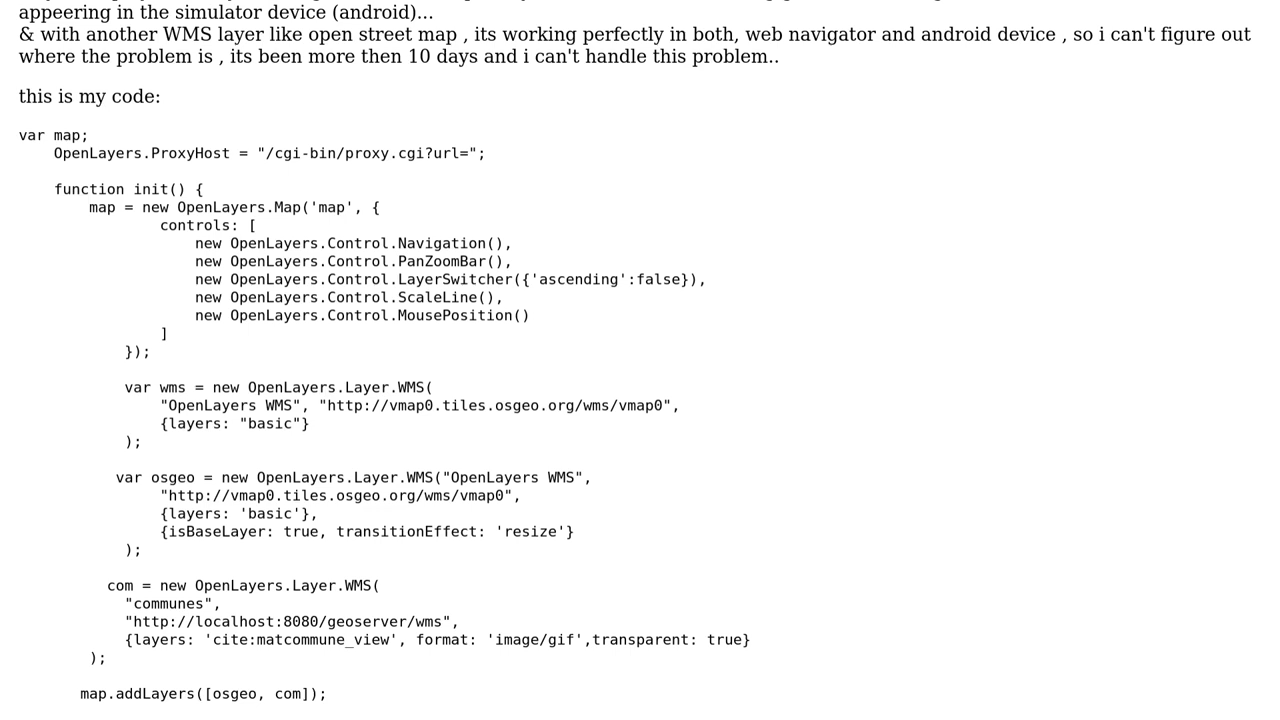 appeering in the simulator device (android)...
& with another WMS layer like open street map , its working perfectly in both, web navigator and android device , so i can't figure out
where the problem is , its been more then 10 days and i can't handle this problem..
this is my code:
var map;
OpenLayers.ProxyHost = "/cgi-bin/proxy.cgi?url=";
function init() {
map = new OpenLayers.Map('map', {
controls: [
new OpenLayers.Control.Navigation(),
new OpenLayers.Control.PanZoomBar(),
new OpenLayers.Control.LayerSwitcher({'ascending':false}),
new OpenLayers.Control.ScaleLine(),
new OpenLayers.Control.MousePosition()
]
});
var wms = new OpenLayers.Layer.WMS(
"OpenLayers WMS", "http://vmap0.tiles.osgeo.org/wms/vmap0",
{layers: "basic"}
);
var osgeo = new OpenLayers.Layer.WMS("OpenLayers WMS",
"http://vmap0.tiles.osgeo.org/wms/vmap0",
{layers: 'basic'},
{isBaseLayer: true, transitionEffect: 'resize'}
);
com = new OpenLayers.Layer.WMS(
"communes",
"http://localhost:8080/geoserver/wms",
{layers: 'cite:matcommune_view', format: 'image/gif',transparent: true}
);
map.addLayers([osgeo, com]);